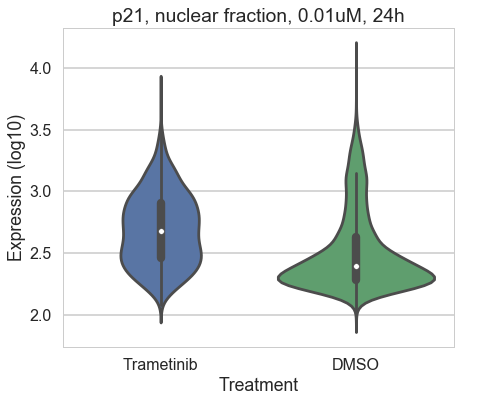 p21, nuclear fraction, 0.01uM, 24h
Expression (log10)
4.0
3.5
3.0
2.5
2.0
Trametinib
DMSO
Treatment